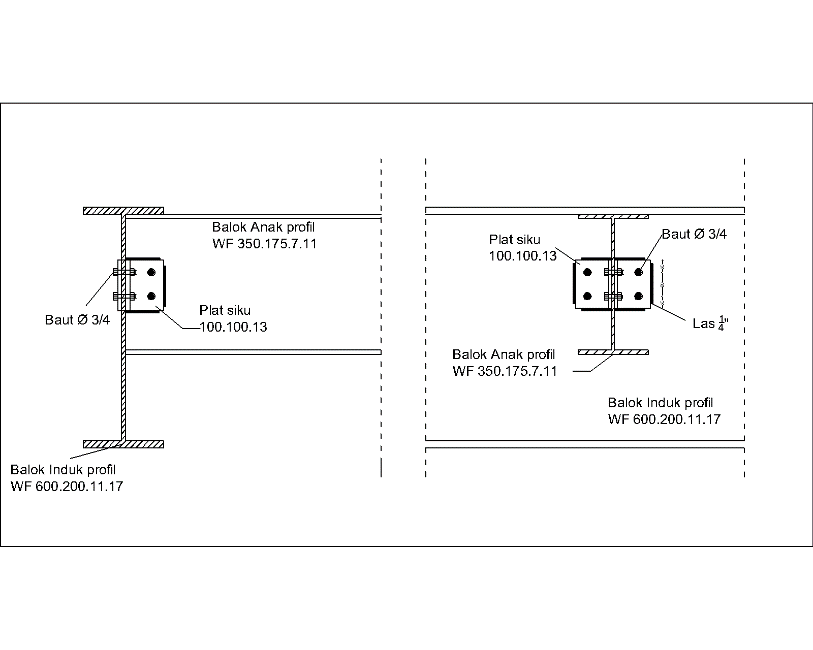 Balok Anak profil
WF 350.175.7.11
Baut Ø 3/4
Plat siku
100.100.13
Balok Induk profil
WF 600.200.11.17
Plat siku
100.100.13
Baut Ø 3/4
Las 1/4"
Balok Anak profil
WF 350.175.7.11
Balok Induk profil
WF 600.200.11.17